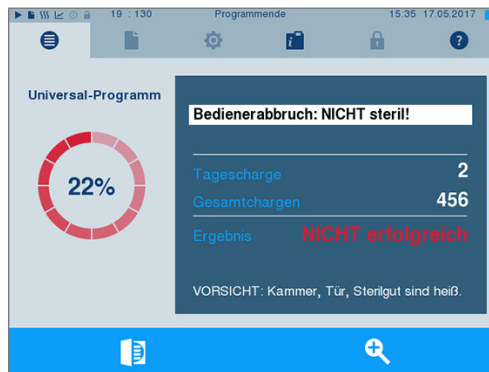 19 : 130 Programmende 15:35 17.05.2017
Universal-Programm
22%
Bedienerabbruch: NICHT steril!
Tagescharge 2
Gesamtchargen 456
Ergebnis NICHT erfolgreich
VORSICHT: Kammer, Tür, Sterilgut sind heiß.